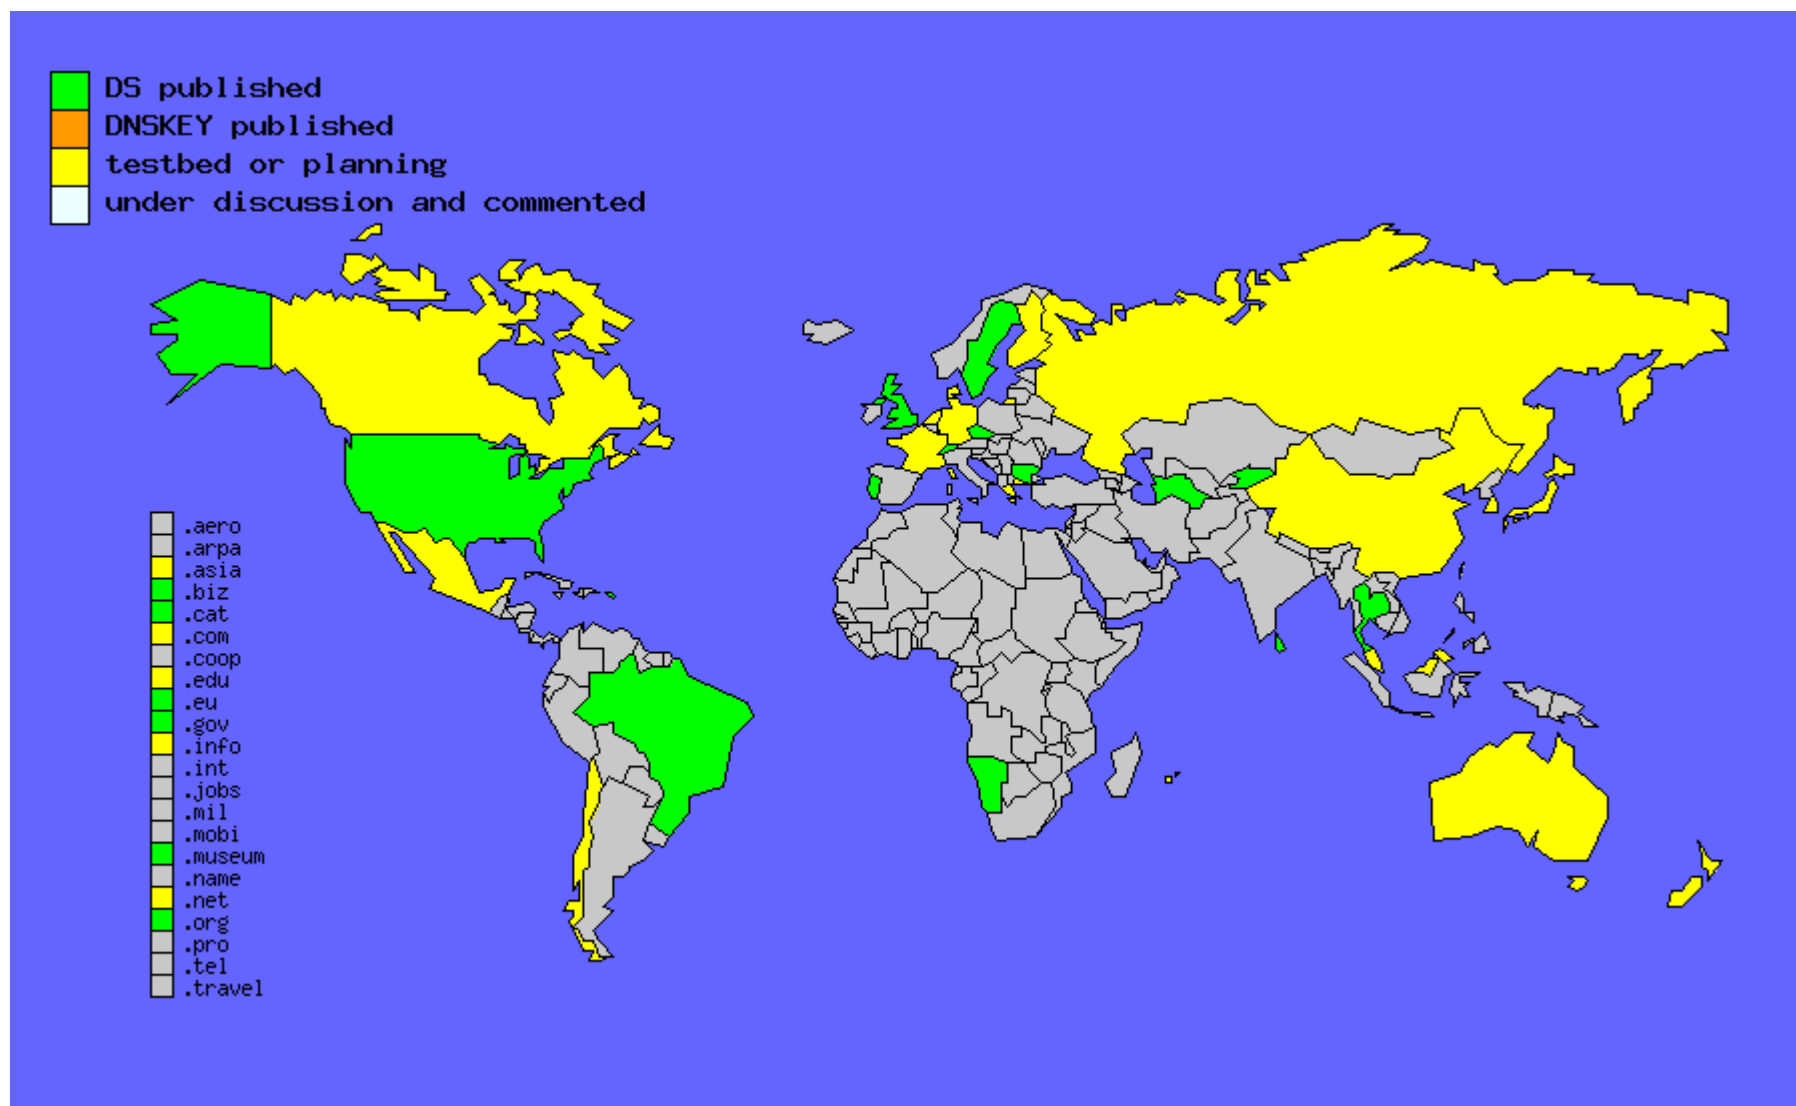 DS published
DNSKEY published
testbed or planning
under discussion and commented
.aero
.arpa
.asia
.biz
.cat
.com
.coop
.edu
.eu
.gov
.info
.int
.jobs
.mil
.mobi
.museum
.name
.net
.org
.pro
.tel
.travel